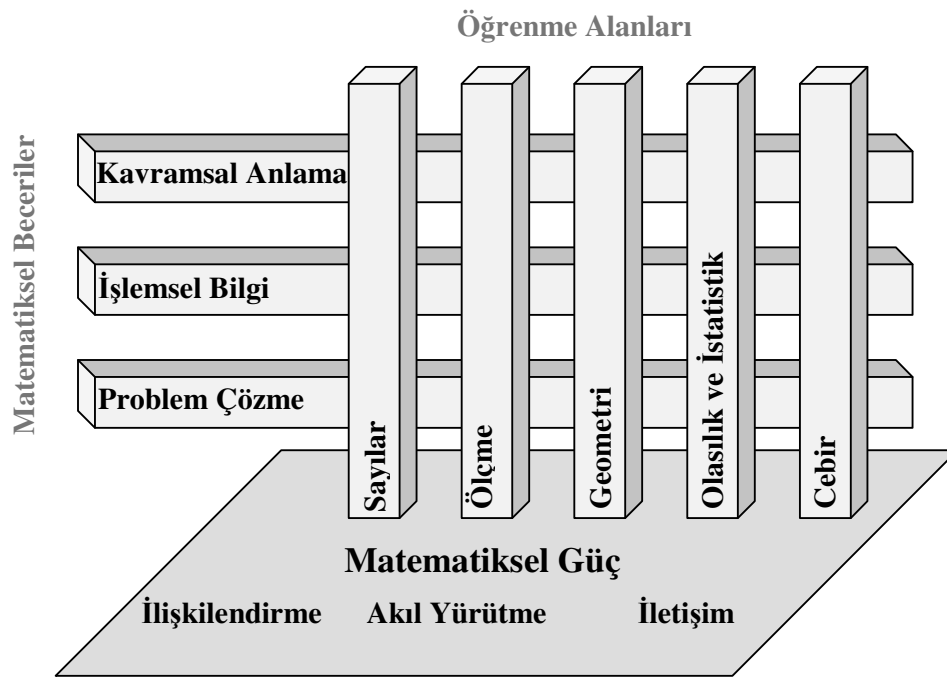 Öğrenme Alanları
Matematiksel Beceriler
Kavramsal Anlama
İşlemsel Bilgi
Problem Çözme
Sayılar
Ölçme
Geometri
Olasılık ve İstatistik
Cebir
Matematiksel Güç
İlişkilendirme Akıl Yürütme İletişim